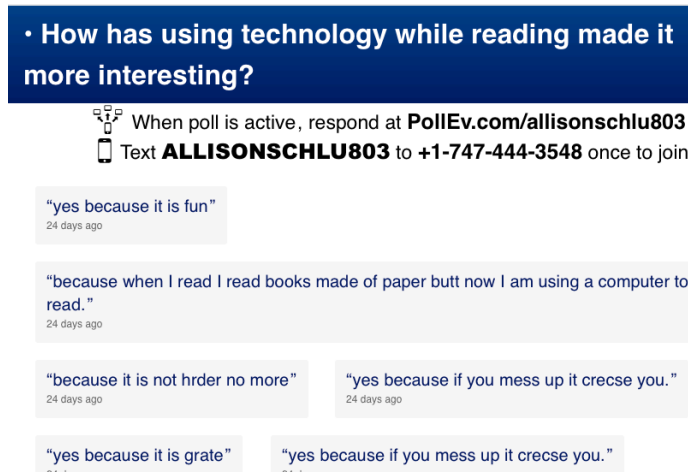 • How has using technology while reading made it
more interesting?
When poll is active, respond at PollEv.com/allisonschlu803
Text ALLISONSCHLU803 to +1-747-444-3548 once to join
“yes because it is fun”
24 days ago
“because when I read I read books made of paper butt now I am using a computer to
read.”
24 days ago
“because it is not hrder no more”
24 days ago
“yes because if you mess up it crecse you.”
24 days ago
“yes because it is grate”
“yes because if you mess up it crecse you.”